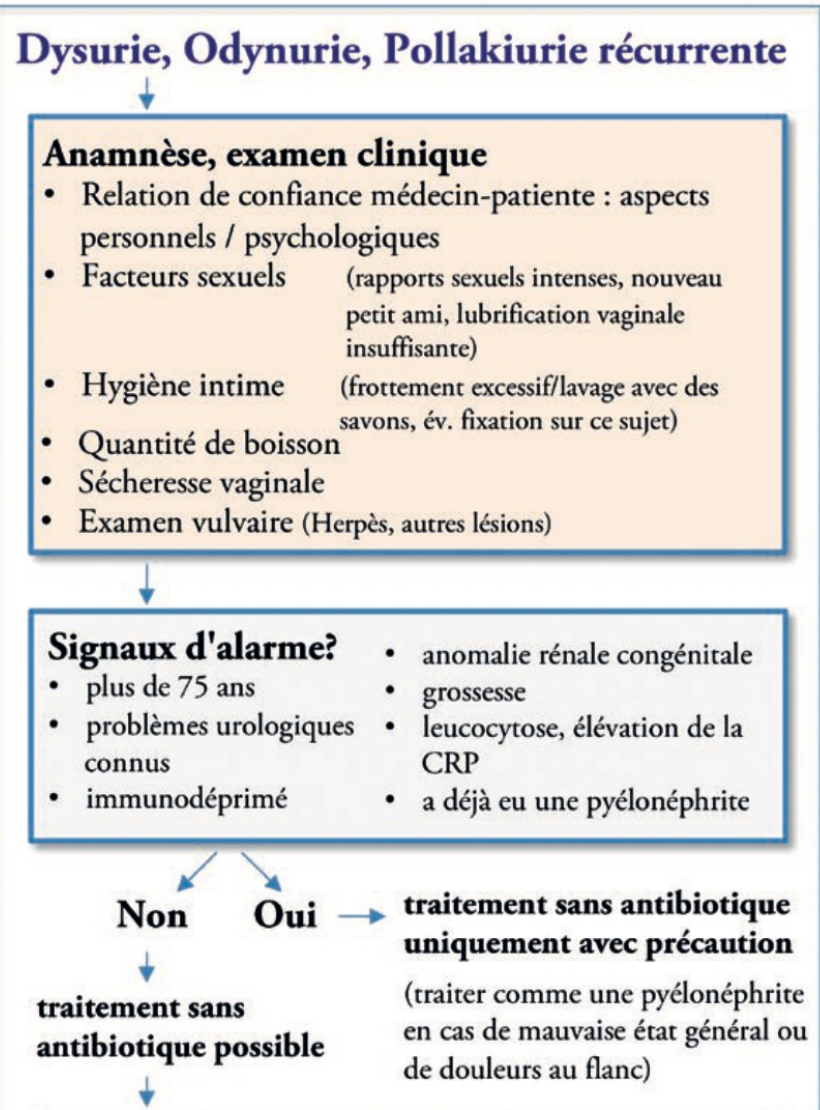 Dysurie, Odynurie, Pollakiurie récurrente
Anamnèse, examen clinique
• Relation de confiance médecin-patiente : aspects
personnels / psychologiques
• Facteurs sexuels (rapports sexuels intenses, nouveau
petit ami, lubrification vaginale
insuffisante)
• Hygiène intime (frottement excessif/lavage avec des
savons, év. fixation sur ce sujet)
• Quantité de boisson
• Sécheresse vaginale
• Examen vulvaire (Herpès, autres lésions)
Signaux d'alarme?
• plus de 75 ans
• problèmes urologiques
connus
• immunodéprimé
• anomalie rénale congénitale
• grossesse
• leucocytose, élévation de la
CRP
• a déjà eu une pyélonéphrite
Non
traitement sans
antibiotique possible
Oui
traitement sans antibiotique
uniquement avec précaution
(traiter comme une pyélonéphrite
en cas de mauvaise état général ou
de douleurs au flanc)